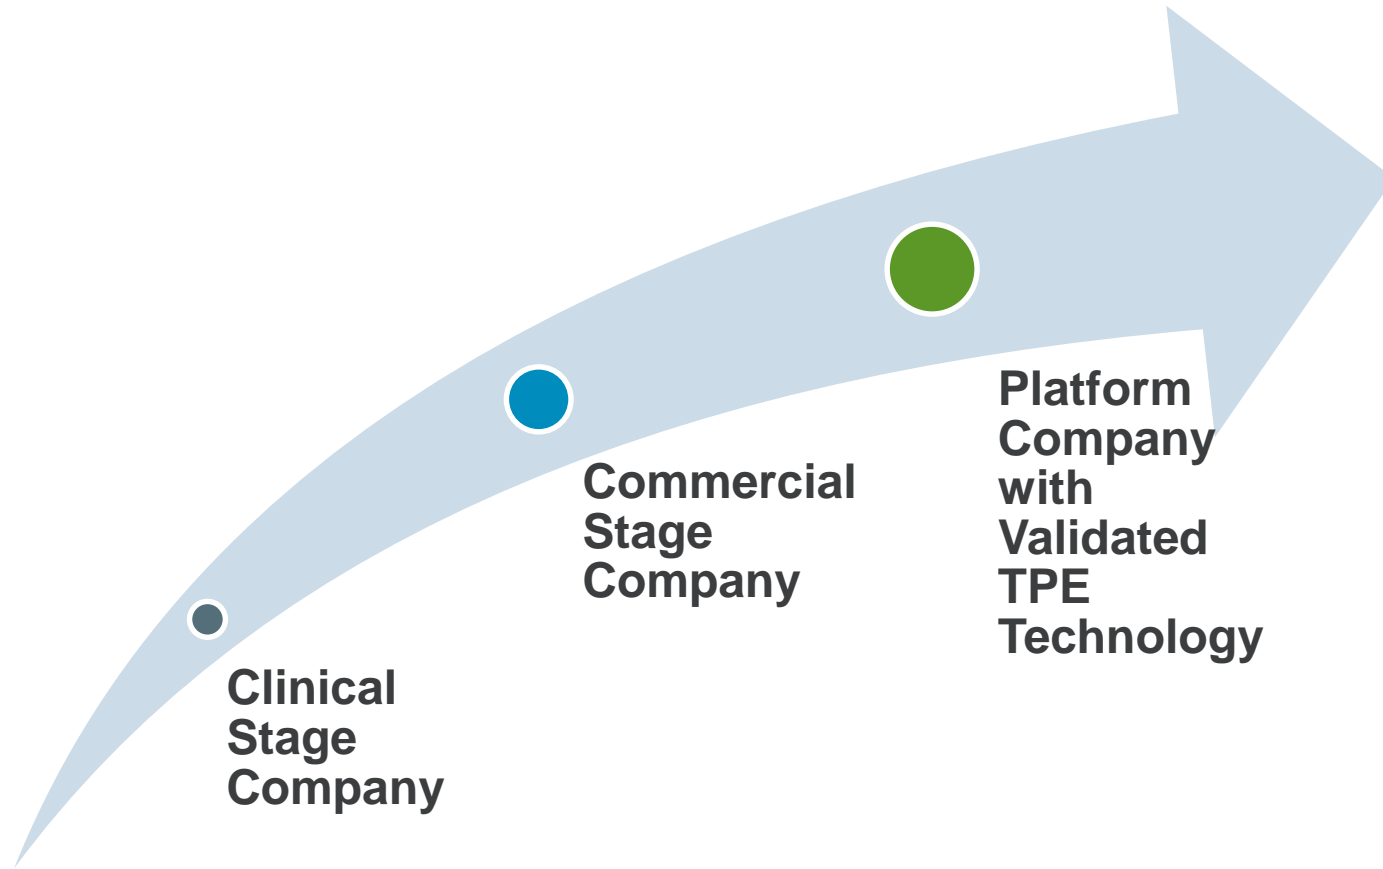 Clinical
Stage
Company
Commercial
Stage
Company
Platform
Company
with
Validated
TPE
Technology